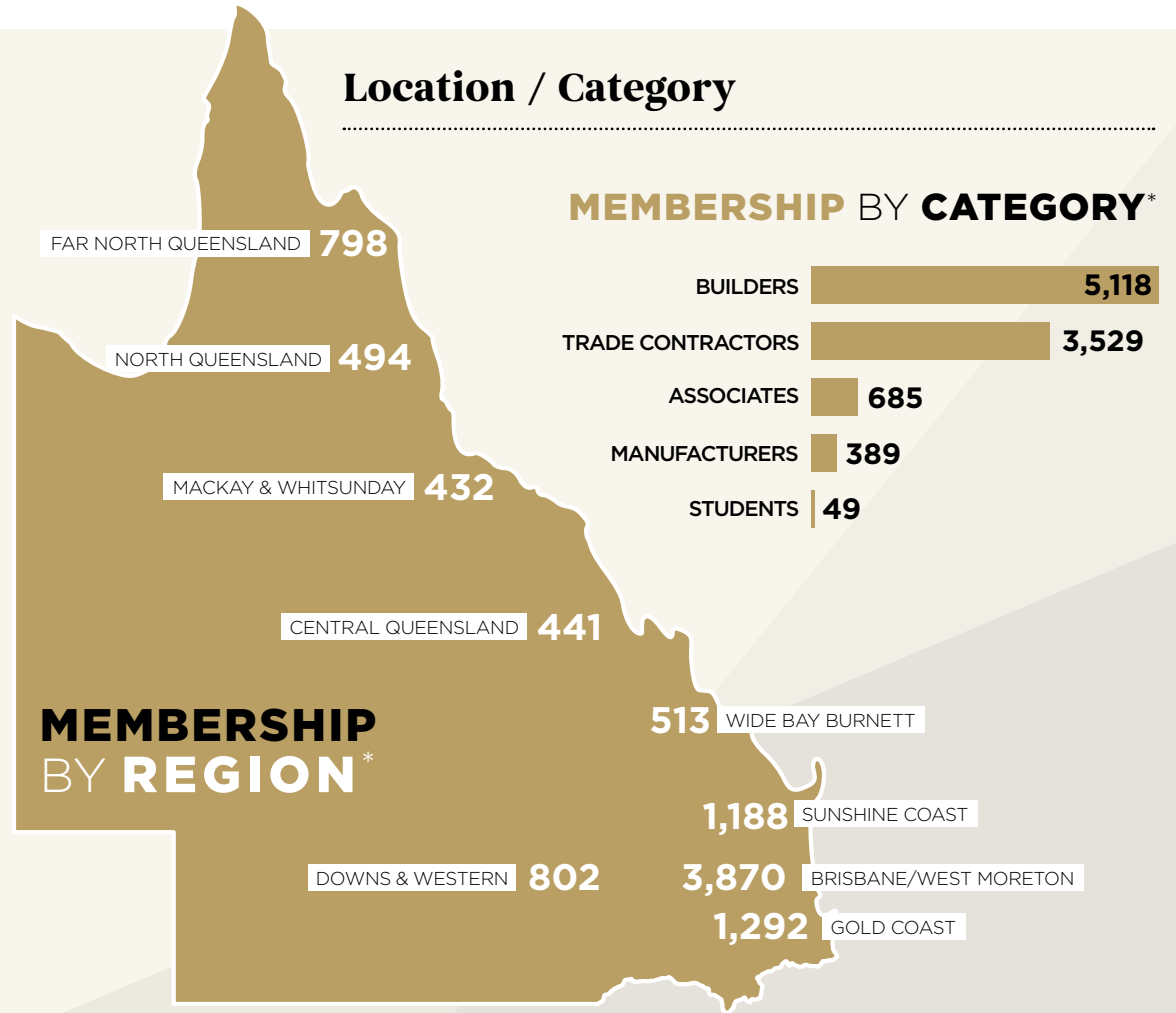 Location / Category
MEMBERSHIP BY CATEGORY*
BUILDERS 5,118
TRADE CONTRACTORS 3,529
ASSOCIATES 685
MANUFACTURERS 389
STUDENTS 49
FAR NORTH QUEENSLAND 798
NORTH QUEENSLAND 494
MACKAY & WHITSUNDAY 432
CENTRAL QUEENSLAND 441
MEMBERSHIP
BY REGION*
513 WIDE BAY BURNETT
1,188 SUNSHINE COAST
DOWNS & WESTERN 802
3,870 BRISBANE/WEST MORETON
1,292 GOLD COAST